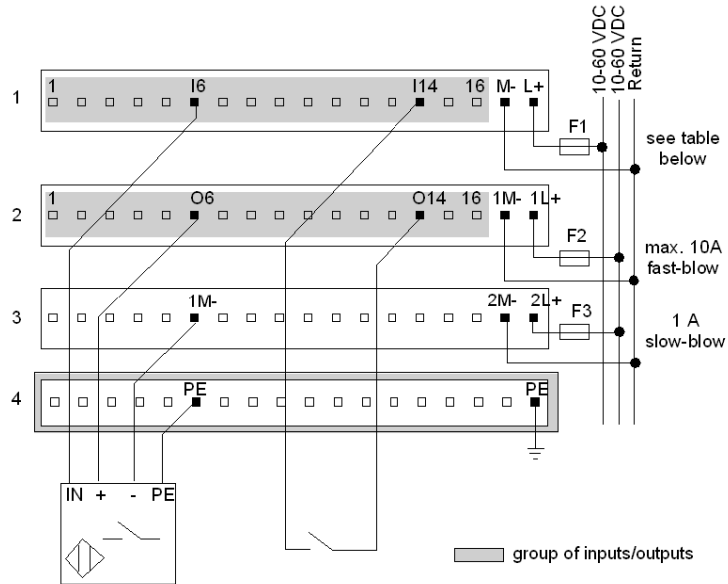 10-60 VDC
10-60 VDC
Return
1
1 I6 I14 16 M- L+
F1
see table
below
2
1 O6 O14 16 1M- 1L+
F2
max. 10A
fast-blow
3
1M- 2M- 2L+
F3
1 A
slow-blow
4
PE PE
IN + - PE
group of inputs/outputs